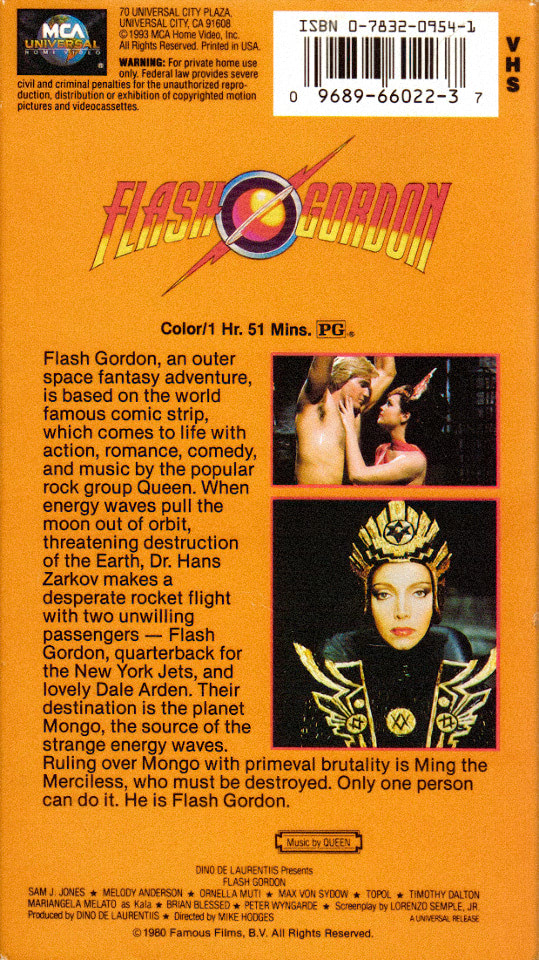 MCA
UNIVERSAL
HOME VIDEO
®
70 UNIVERSAL CITY PLAZA,
UNIVERSAL CITY, CA 91608
©1993 MCA Home Video, Inc.
All Rights Reserved. Printed in USA.
WARNING: For private home use
only. Federal law provides severe
civil and criminal penalties for the unauthorized repro-
duction, distribution or exhibition of copyrighted motion
pictures and videocassettes.
ISBN 0-7832-0954-1
0 9689-66022-3 7
VHS
FLASH GORDON
Color/1 Hr. 51 Mins. PG®
Flash Gordon, an outer
space fantasy adventure,
is based on the world
famous comic strip,
which comes to life with
action, romance, comedy,
and music by the popular
rock group Queen. When
energy waves pull the
moon out of orbit,
threatening destruction
of the Earth, Dr. Hans
Zarkov makes a
desperate rocket flight
with two unwilling
passengers — Flash
Gordon, quarterback for
the New York Jets, and
lovely Dale Arden. Their
destination is the planet
Mongo, the source of the
strange energy waves.
Ruling over Mongo with primeval brutality is Ming the
Merciless, who must be destroyed. Only one person
can do it. He is Flash Gordon.
Music by QUEEN
DINO DE LAURENTIIS Presents
FLASH GORDON
SAM J. JONES ★ MELODY ANDERSON ★ ORNELLA MUTI ★ MAX VON SYDOW ★ TOPOL ★ TIMOTHY DALTON
MARIANGELA MELATO as Kala ★ BRIAN BLESSED ★ PETER WYNGARDE ★ Screenplay by LORENZO SEMPLE, JR.
Produced by DINO DE LAURENTIIS ★ Directed by MIKE HODGES A UNIVERSAL RELEASE
©1980 Famous Films, B.V. All Rights Reserved.